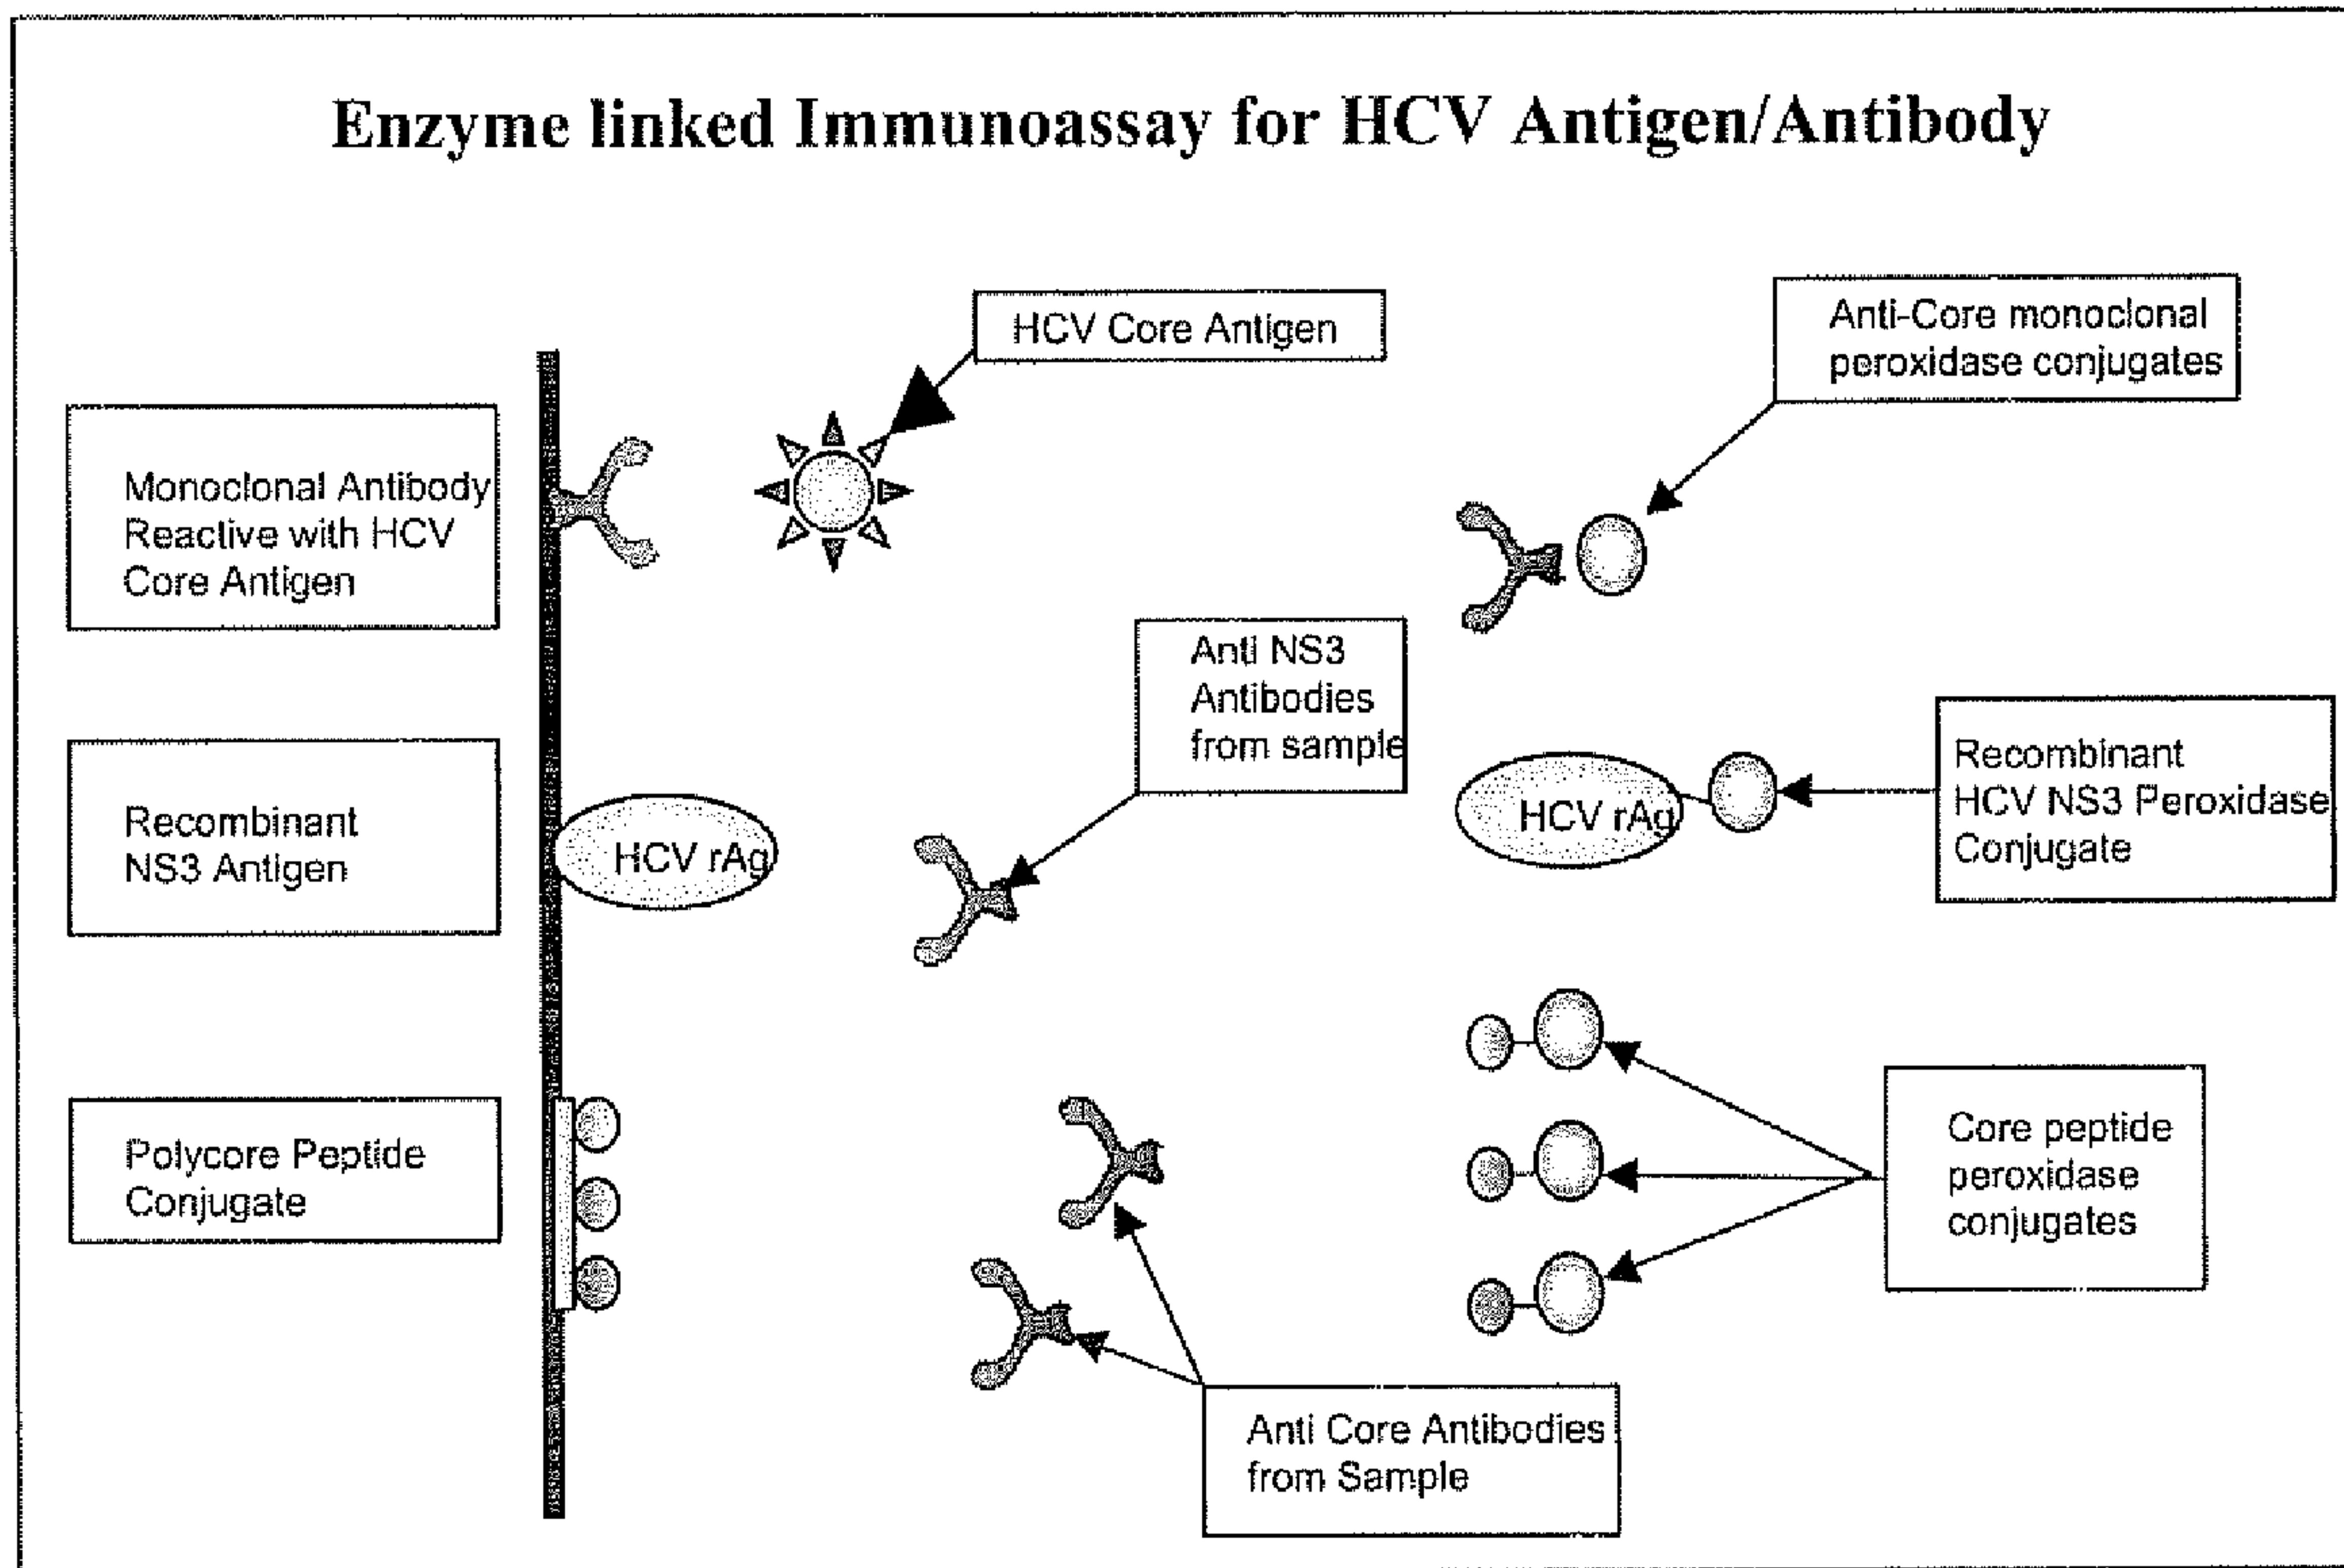 Enzyme linked Immunoassay for HCV Antigen/Antibody
HCV Core Antigen
Anti-Core monoclonal
peroxidase conjugates
Monoclonal Antibody
Reactive with HCV
Core Antigen
Anti NS3
Antibodies
from sample
Recombinant
NS3 Antigen
HCV rAg
HCV rAg
Recombinant
HCV NS3 Peroxidase
Conjugate
Polycore Peptide
Conjugate
Core peptide
peroxidase
conjugates
Anti Core Antibodies
from Sample